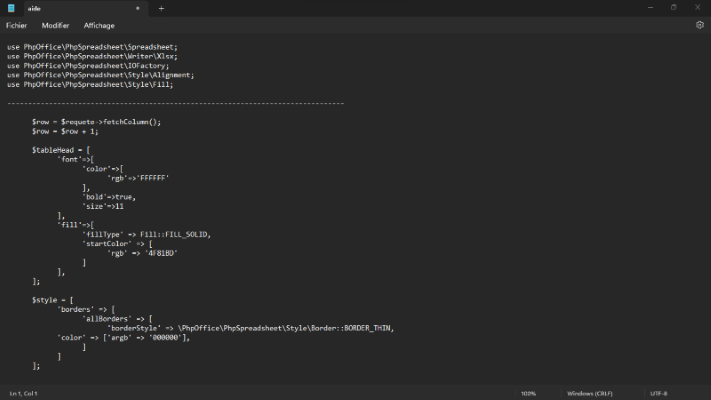 aide
Fichier Modifier Affichage
use PhpOffice\PhpSpreadsheet\Spreadsheet;
use PhpOffice\PhpSpreadsheet\Writer\Xlsx;
use PhpOffice\PhpSpreadsheet\IOFactory;
use PhpOffice\PhpSpreadsheet\Style\Alignment;
use PhpOffice\PhpSpreadsheet\Style\Fill;
--------------------------------------------------------------------------------
$row = $requete->fetchColumn();
$row = $row + 1;
$tableHead = [
'font'=>[
'color'=>[
'rgb'=>'FFFFFF'
],
'bold'=>true,
'size'=>11
],
'fill'=>[
'fillType' => Fill::FILL_SOLID,
'startColor' => [
'rgb' => '4F81BD'
]
],
];
$style = [
'borders' => [
'allBorders' => [
'borderStyle' => \PhpOffice\PhpSpreadsheet\Style\Border::BORDER_THIN,
'color' => ['argb' => '000000'],
]
]
];
Ln 1, Col 1 100% Windows (CRLF) UTF-8